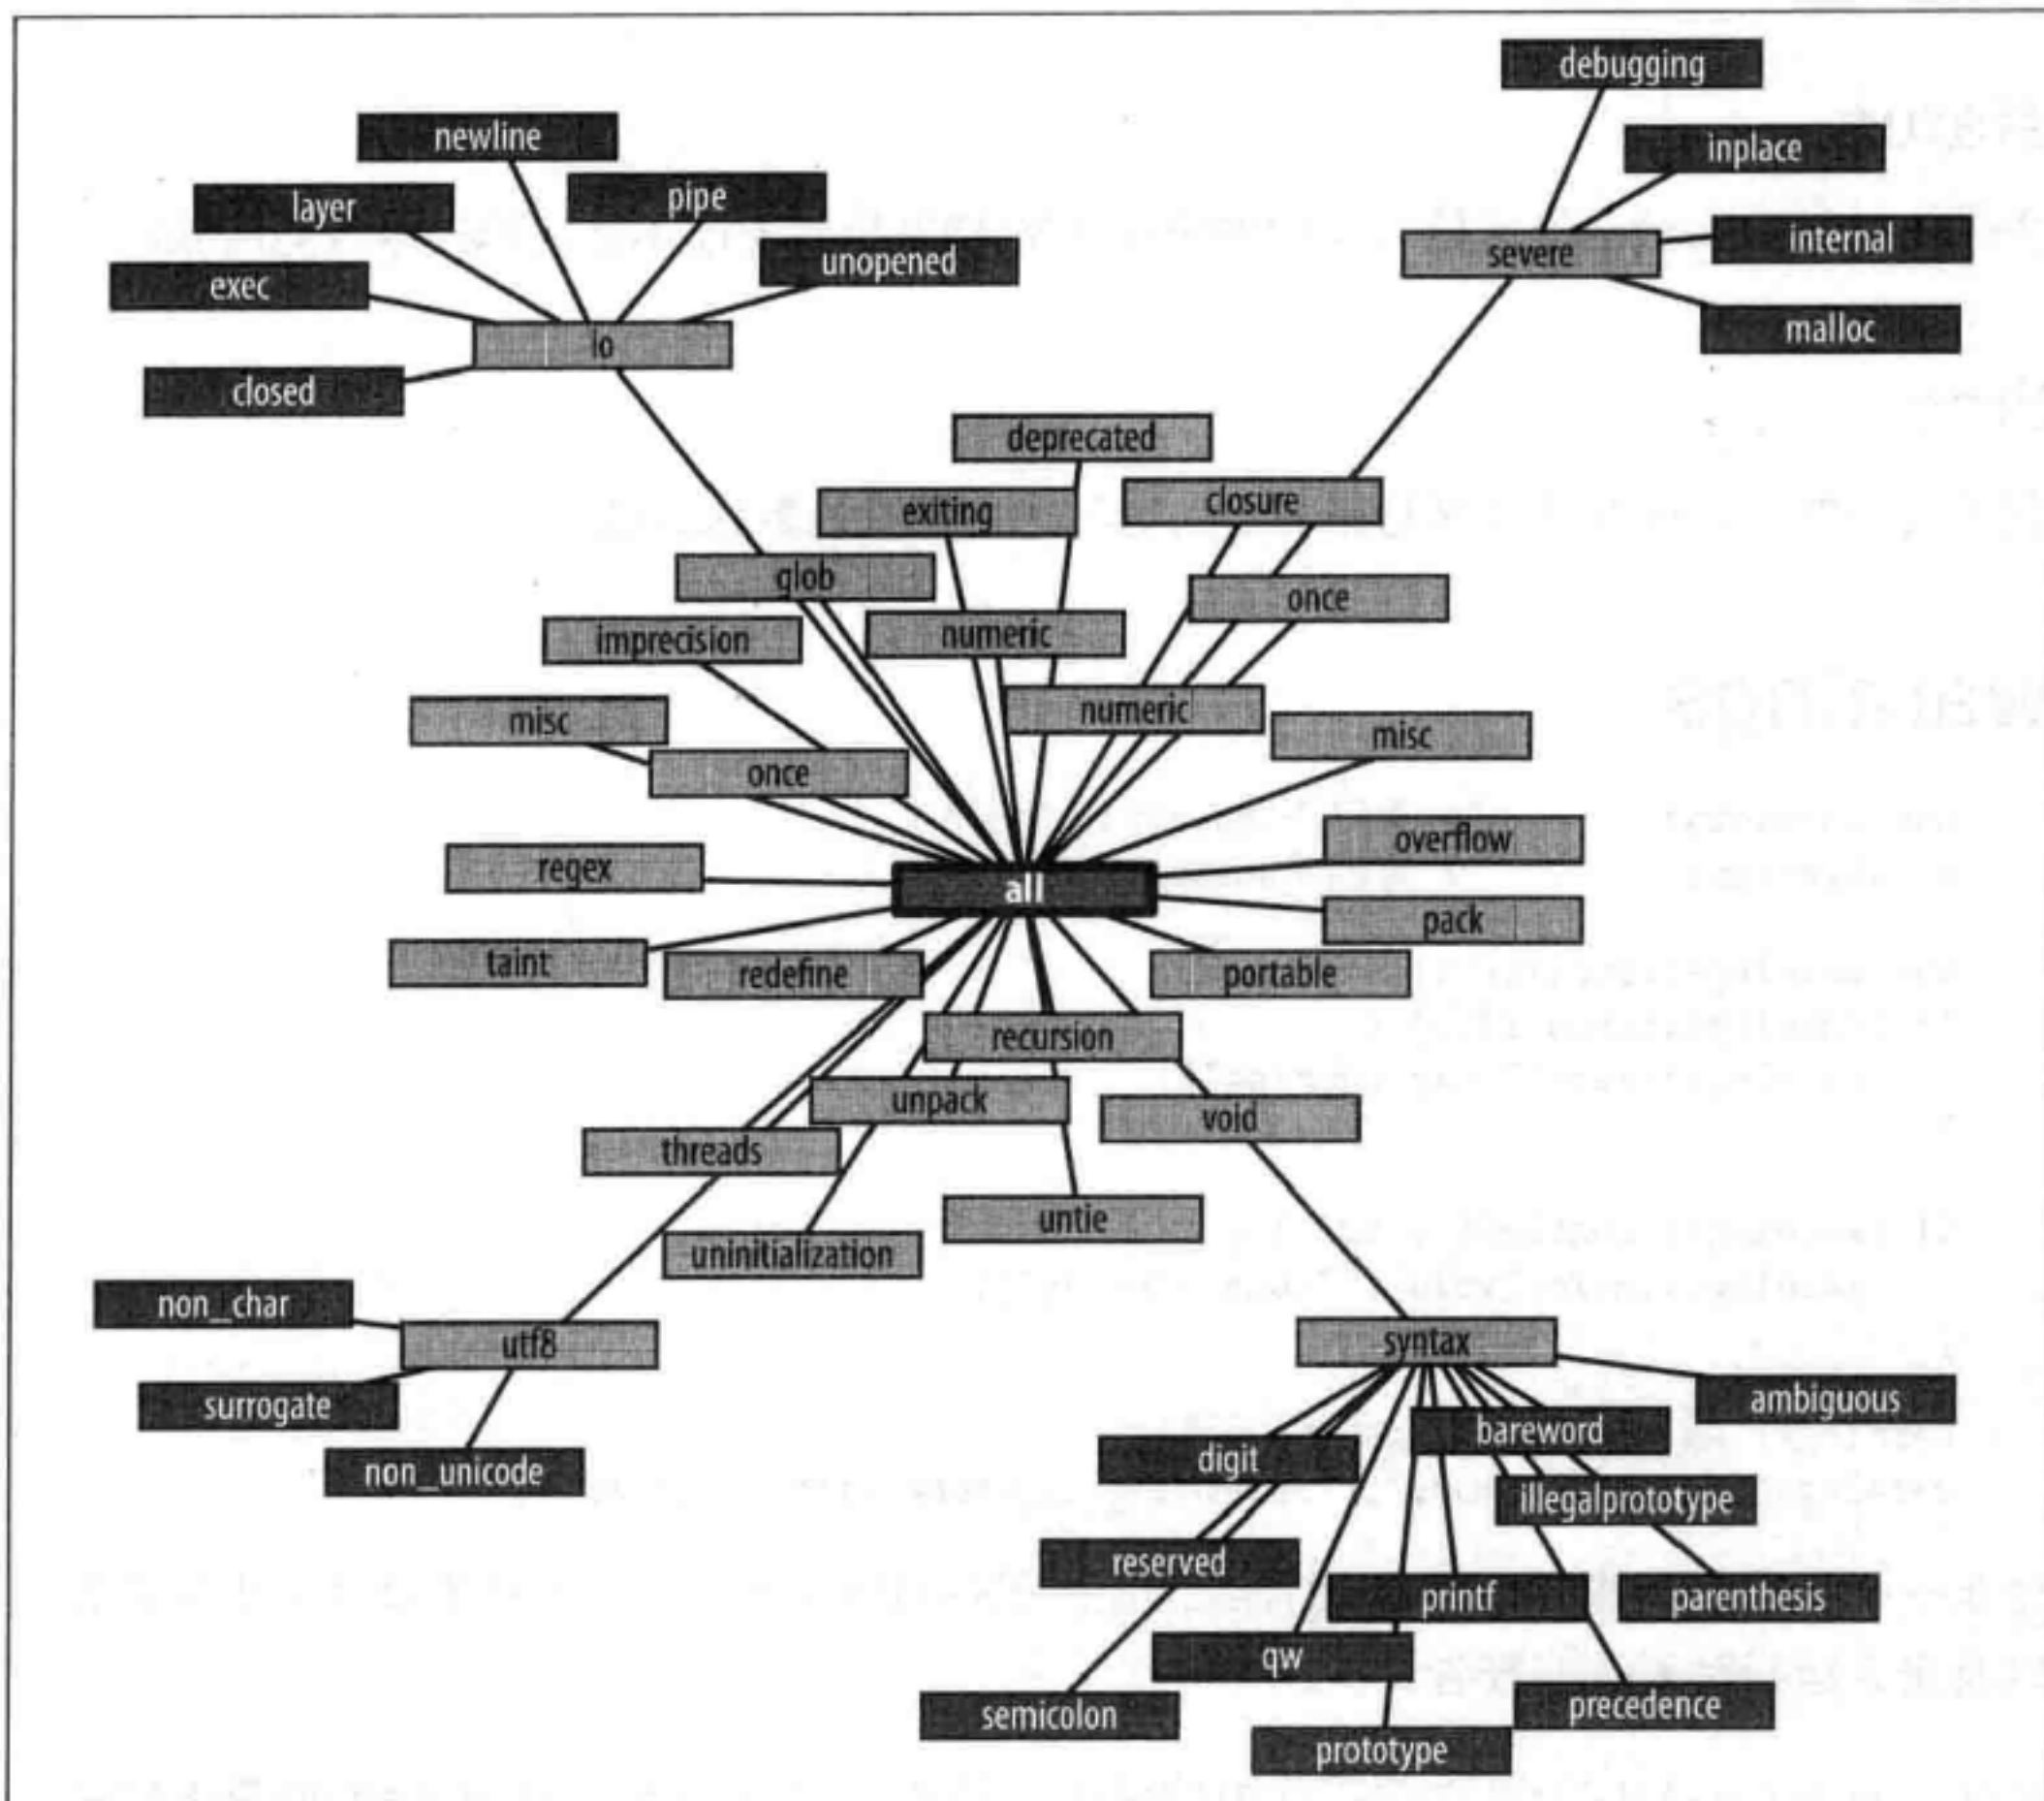 debugging
newline
inplace
layer
pipe
internal
unopened
severe
exec
malloc
io
closed
deprecated
closure
exiting
glob
once
numeric
imprecision
numeric
misc
misc
once
overflow
regex
all
pack
taint
redefine
portable
recursion
unpack
void
threads
untie
uninitialization
non_char
utf8
syntax
ambiguous
surrogate
bareword
digit
non_unicode
illegalprototype
reserved
printf
parenthesis
qw
precedence
semicolon
prototype